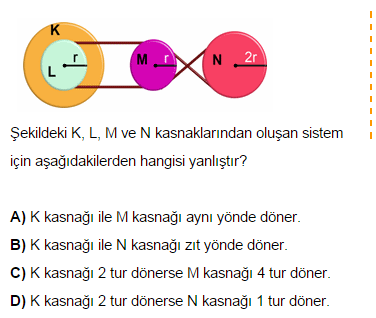 K
r
L
M
r
N
2r
Şekildeki K, L, M ve N kasnaklarından oluşan sistem
için aşağıdakilerden hangisi yanlıştır?
A) K kasnağı ile M kasnağı aynı yönde döner.
B) K kasnağı ile N kasnağı zıt yönde döner.
C) K kasnağı 2 tur dönerse M kasnağı 4 tur döner.
D) K kasnağı 2 tur dönerse N kasnağı 1 tur döner.